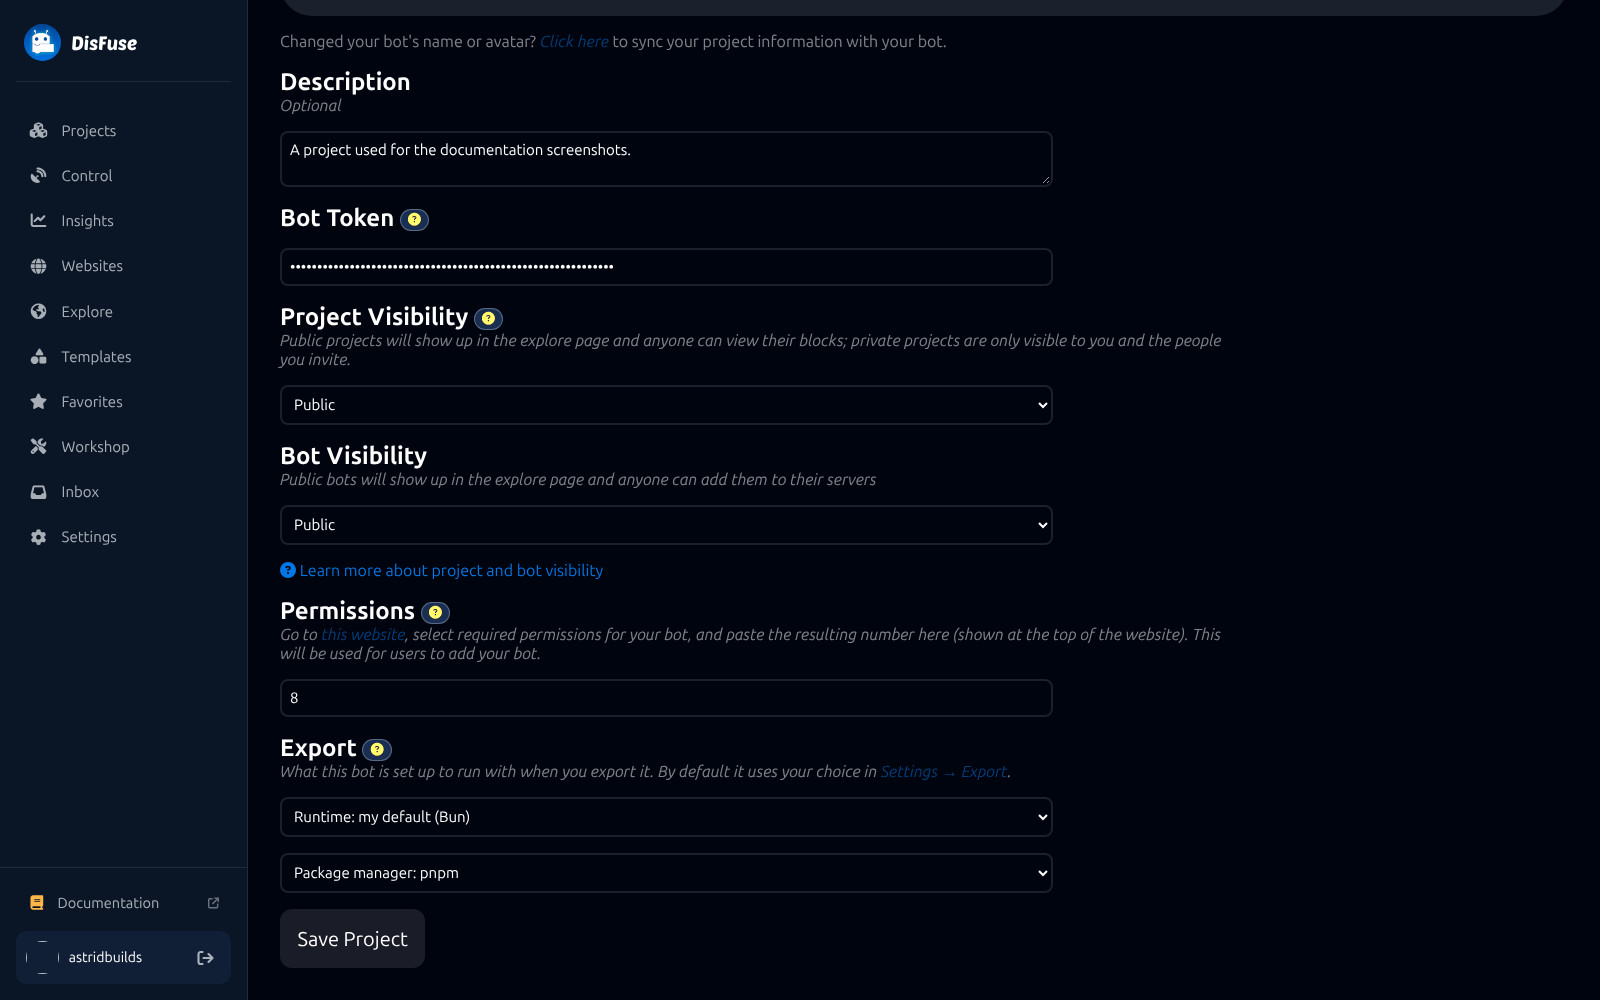 DisFuse
Projects
Control
Insights
Websites
Explore
Templates
Favorites
Workshop
Inbox
Settings
Documentation
astridbuilds
Changed your bot's name or avatar? Click here to sync your project information with your bot.
Description
Optional
A project used for the documentation screenshots.
Bot Token ?
••••••••••••••••••••••••••••••••••••••••••••••••••••••••••••
Project Visibility ?
Public projects will show up in the explore page and anyone can view their blocks; private projects are only visible to you and the people
you invite.
Public
Bot Visibility
Public bots will show up in the explore page and anyone can add them to their servers
Public
? Learn more about project and bot visibility
Permissions ?
Go to this website, select required permissions for your bot, and paste the resulting number here (shown at the top of the website). This
will be used for users to add your bot.
8
Export ?
What this bot is set up to run with when you export it. By default it uses your choice in Settings → Export.
Runtime: my default (Bun)
Package manager: pnpm
Save Project